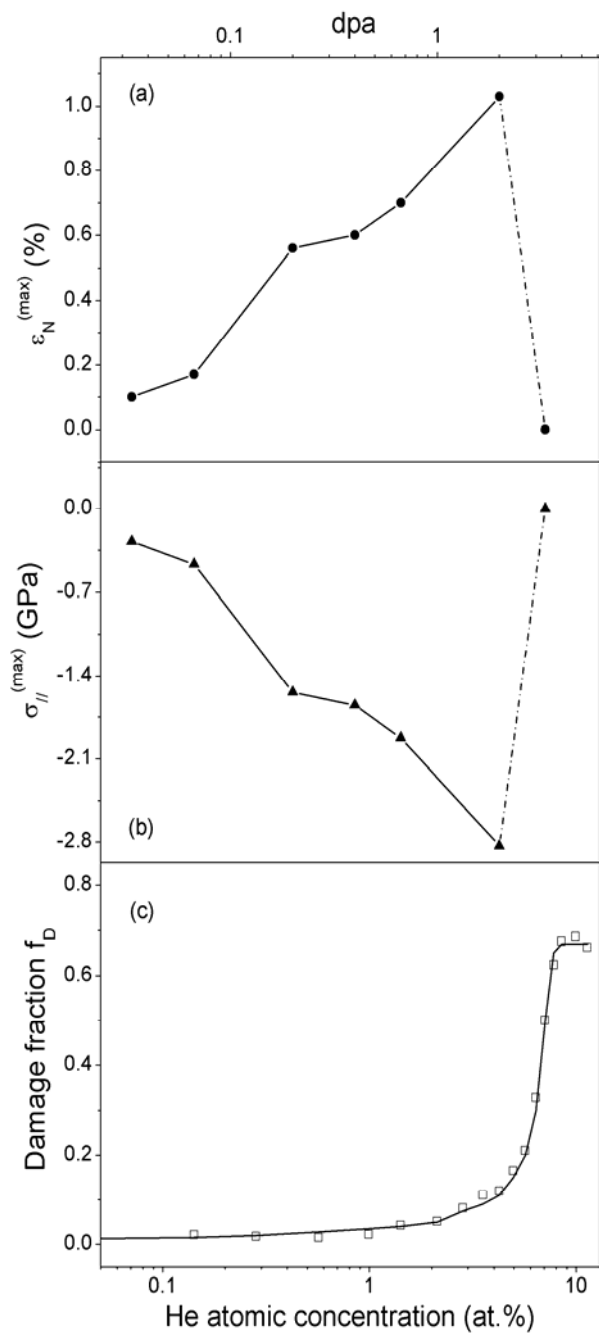 dpa
0.1 1
(a)
1.0
0.8
0.6
0.4
0.2
0.0
ε_N^(max) (%)
0.0
-0.7
-1.4
-2.1
-2.8
σ_//^(max) (GPa)
(b)
(c)
0.8
0.6
0.4
0.2
0.0
Damage fraction f_D
0.1 1 10
He atomic concentration (at.%)